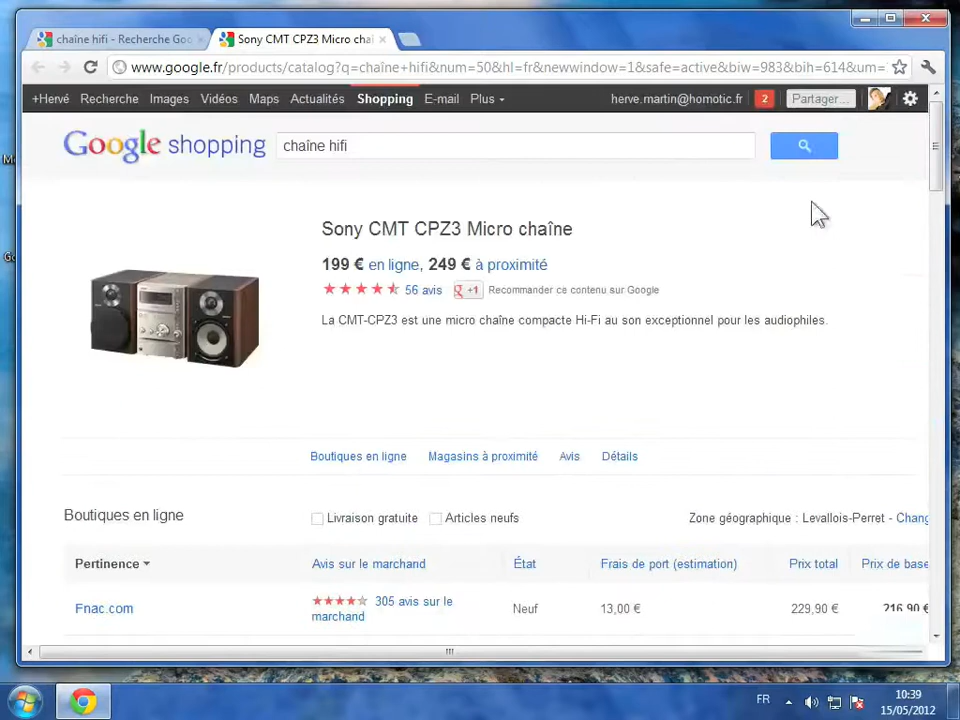 chaîne hifi - Recherche Goo
Sony CMT CPZ3 Micro chaî
www.google.fr/products/catalog?q=chaîne+hifi&num=50&hl=fr&newwindow=1&safe=active&biw=983&bih=614&um=
+Hervé Recherche Images Vidéos Maps Actualités Shopping E-mail Plus herve.martin@homotic.fr 2 Partager...
Google shopping chaîne hifi
Sony CMT CPZ3 Micro chaîne
199 € en ligne, 249 € à proximité
56 avis +1 Recommander ce contenu sur Google
La CMT-CPZ3 est une micro chaîne compacte Hi-Fi au son exceptionnel pour les audiophiles.
Boutiques en ligne Magasins à proximité Avis Détails
Boutiques en ligne Livraison gratuite Articles neufs Zone géographique : Levallois-Perret - Chang
Pertinence Avis sur le marchand État Frais de port (estimation) Prix total Prix de base
Fnac.com 305 avis sur le marchand Neuf 13,00 € 229,90 € 216,90 €
FR 10:39
15/05/2012